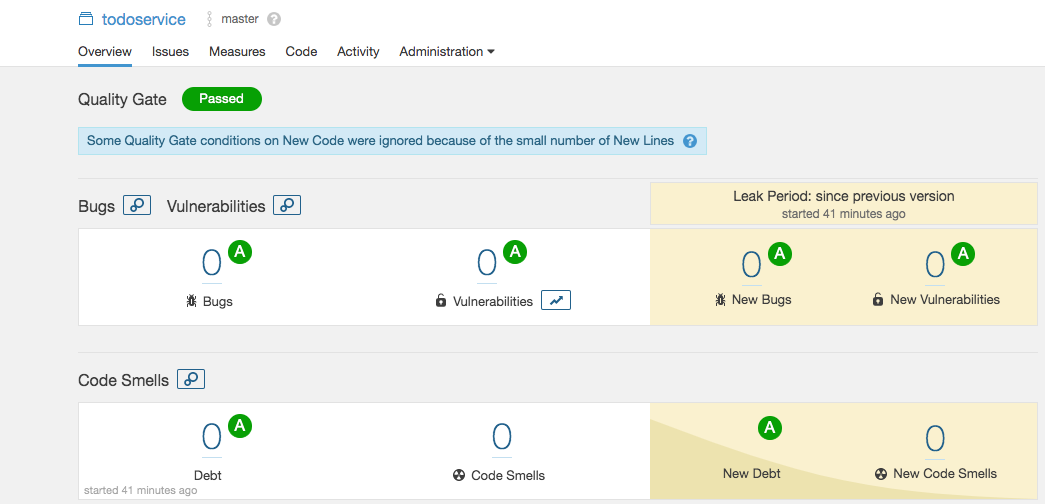 todoservice master ?
Overview Issues Measures Code Activity Administration
Quality Gate Passed
Some Quality Gate conditions on New Code were ignored because of the small number of New Lines ?
Bugs Vulnerabilities
Leak Period: since previous version
started 41 minutes ago
0 A 0 A 0 A 0 A
Bugs Vulnerabilities New Bugs New Vulnerabilities
Code Smells
0 A 0 A 0
Debt Code Smells New Debt New Code Smells
started 41 minutes ago